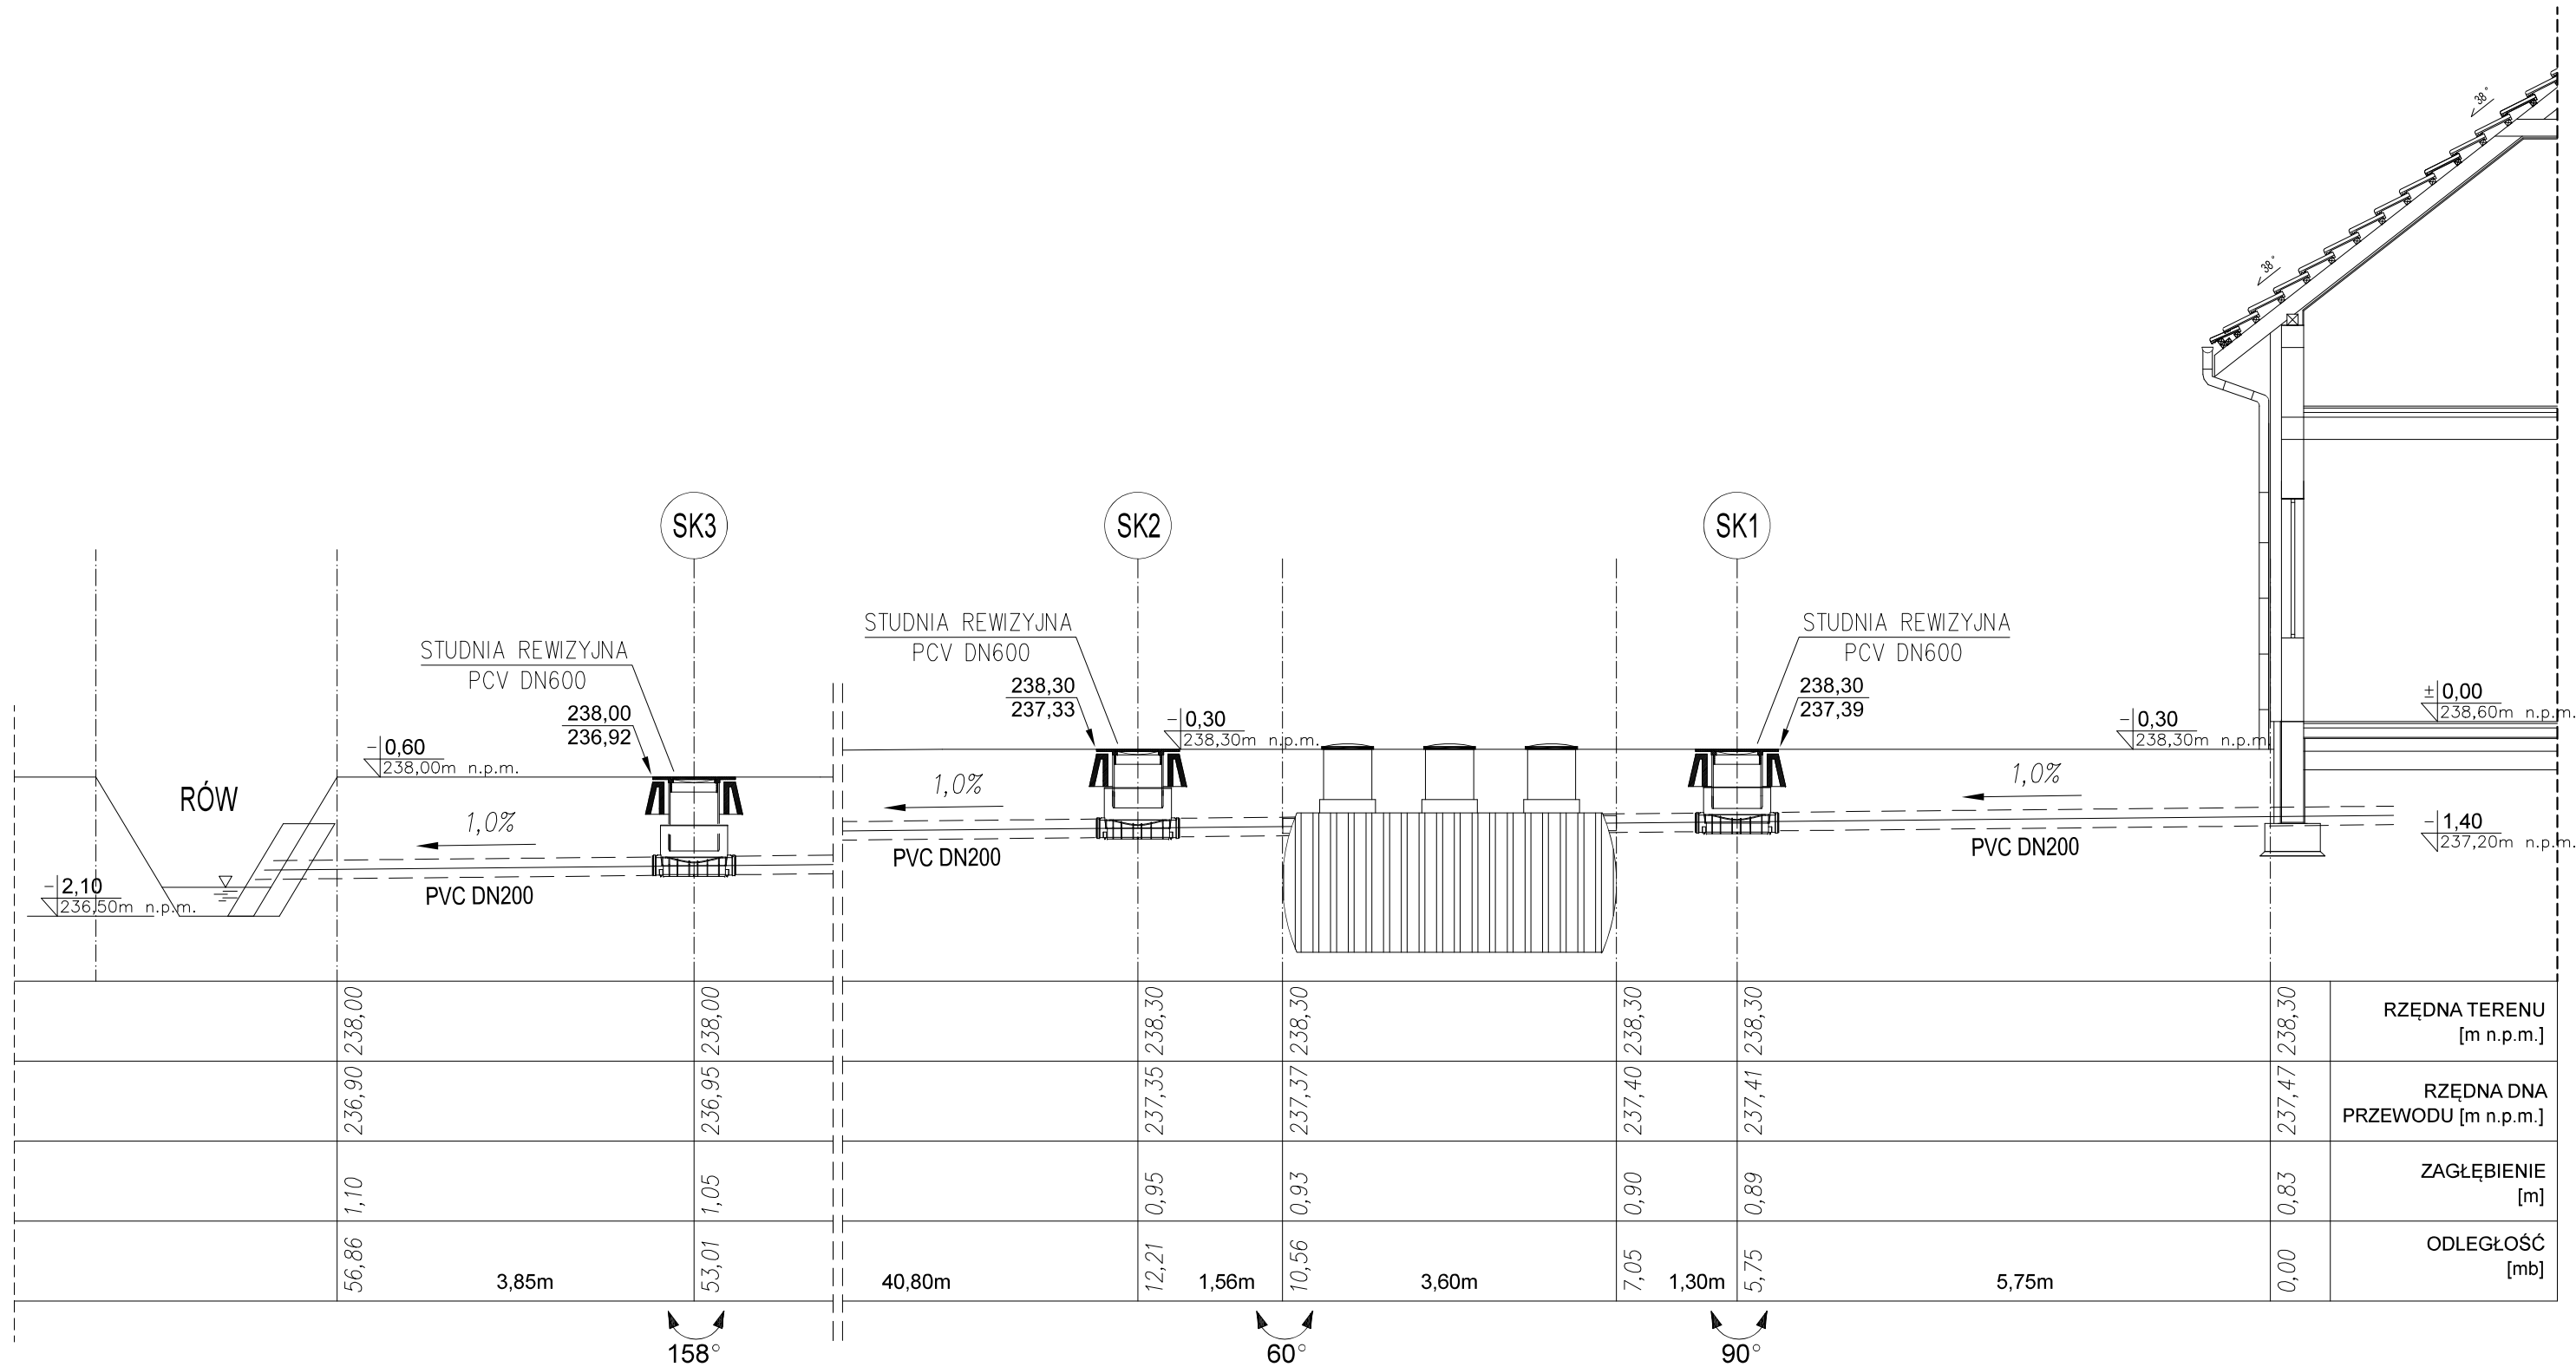 38°
38°
SK3
SK2
SK1
STUDNIA REWIZYJNA
PCV DN600
238,00
236,92
STUDNIA REWIZYJNA
PCV DN600
238,30
237,33
STUDNIA REWIZYJNA
PCV DN600
238,30
237,39
±0,00
238,60m n.p.m.
-0,30
238,30m n.p.m.
-0,30
238,30m n.p.m.
-0,60
238,00m n.p.m.
RÓW
1,0%
1,0%
1,0%
PVC DN200
PVC DN200
PVC DN200
-1,40
237,20m n.p.m.
-2,10
236,50m n.p.m.
238,00 238,00 238,30 238,30 238,30 238,30 238,30
RZĘDNA TERENU
[m n.p.m.]
236,90 236,95 237,35 237,37 237,40 237,41 237,47
RZĘDNA DNA
PRZEWODU [m n.p.m.]
1,10 1,05 0,95 0,93 0,90 0,89 0,83
ZAGŁĘBIENIE
[m]
56,86 3,85m 53,01 40,80m 12,21 1,56m 10,56 3,60m 7,05 1,30m 5,75 5,75m 0,00
ODLEGŁOŚĆ
[mb]
158°
60°
90°